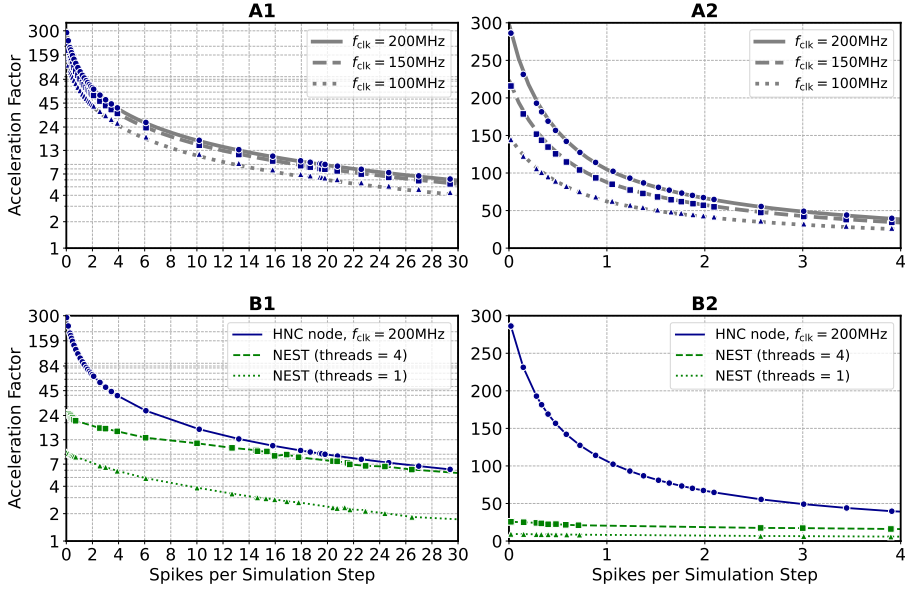 A1
Acceleration Factor
300
159
84
45
24
13
7
4
2
1
0 2 4 6 8 10 12 14 16 18 20 22 24 26 28 30
f_clk = 200MHz
f_clk = 150MHz
f_clk = 100MHz
A2
300
250
200
150
100
50
0
0 1 2 3 4
f_clk = 200MHz
f_clk = 150MHz
f_clk = 100MHz
B1
Acceleration Factor
300
159
84
45
24
13
7
4
2
1
0 2 4 6 8 10 12 14 16 18 20 22 24 26 28 30
Spikes per Simulation Step
HNC node, f_clk = 200MHz
NEST (threads = 4)
NEST (threads = 1)
B2
300
250
200
150
100
50
0
0 1 2 3 4
Spikes per Simulation Step
HNC node, f_clk = 200MHz
NEST (threads = 4)
NEST (threads = 1)